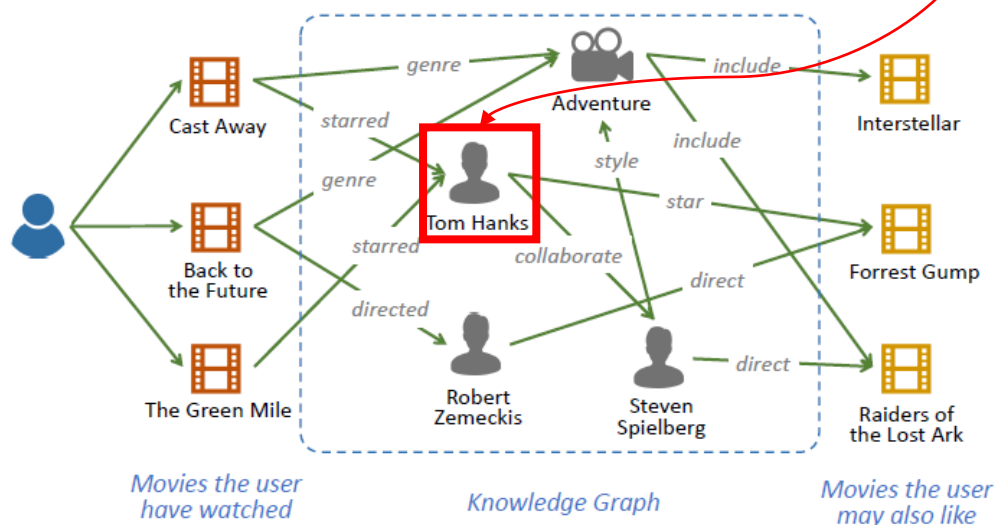 genre
include
Cast Away
Adventure
Interstellar
starred
include
genre
style
Tom Hanks
star
starred
collaborate
Back to
the Future
Forrest Gump
direct
directed
direct
The Green Mile
Robert
Zemeckis
Steven
Spielberg
Raiders of
the Lost Ark
Movies the user
have watched
Knowledge Graph
Movies the user
may also like